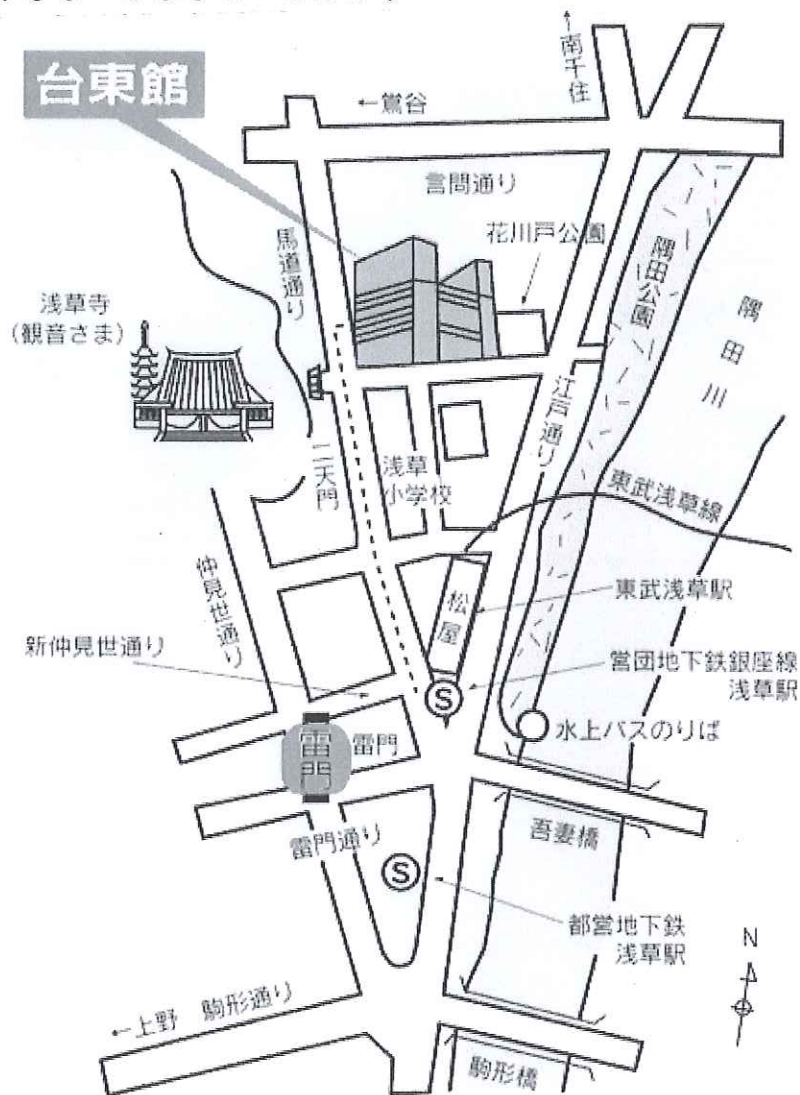 台東館
←鶯谷
←南千住
言問通り
花川戸公園
馬道通り
隅田公園
隅田川
浅草寺
(観音さま)
江戸通り
二天門
浅草
小学校
東武浅草線
仲見世通り
松屋
東武浅草駅
新仲見世通り
営団地下鉄銀座線
浅草駅
S
水上バスのりば
雷門
雷門
雷門通り
吾妻橋
S
都営地下鉄
浅草駅
N
←上野 駒形通り
駒形橋